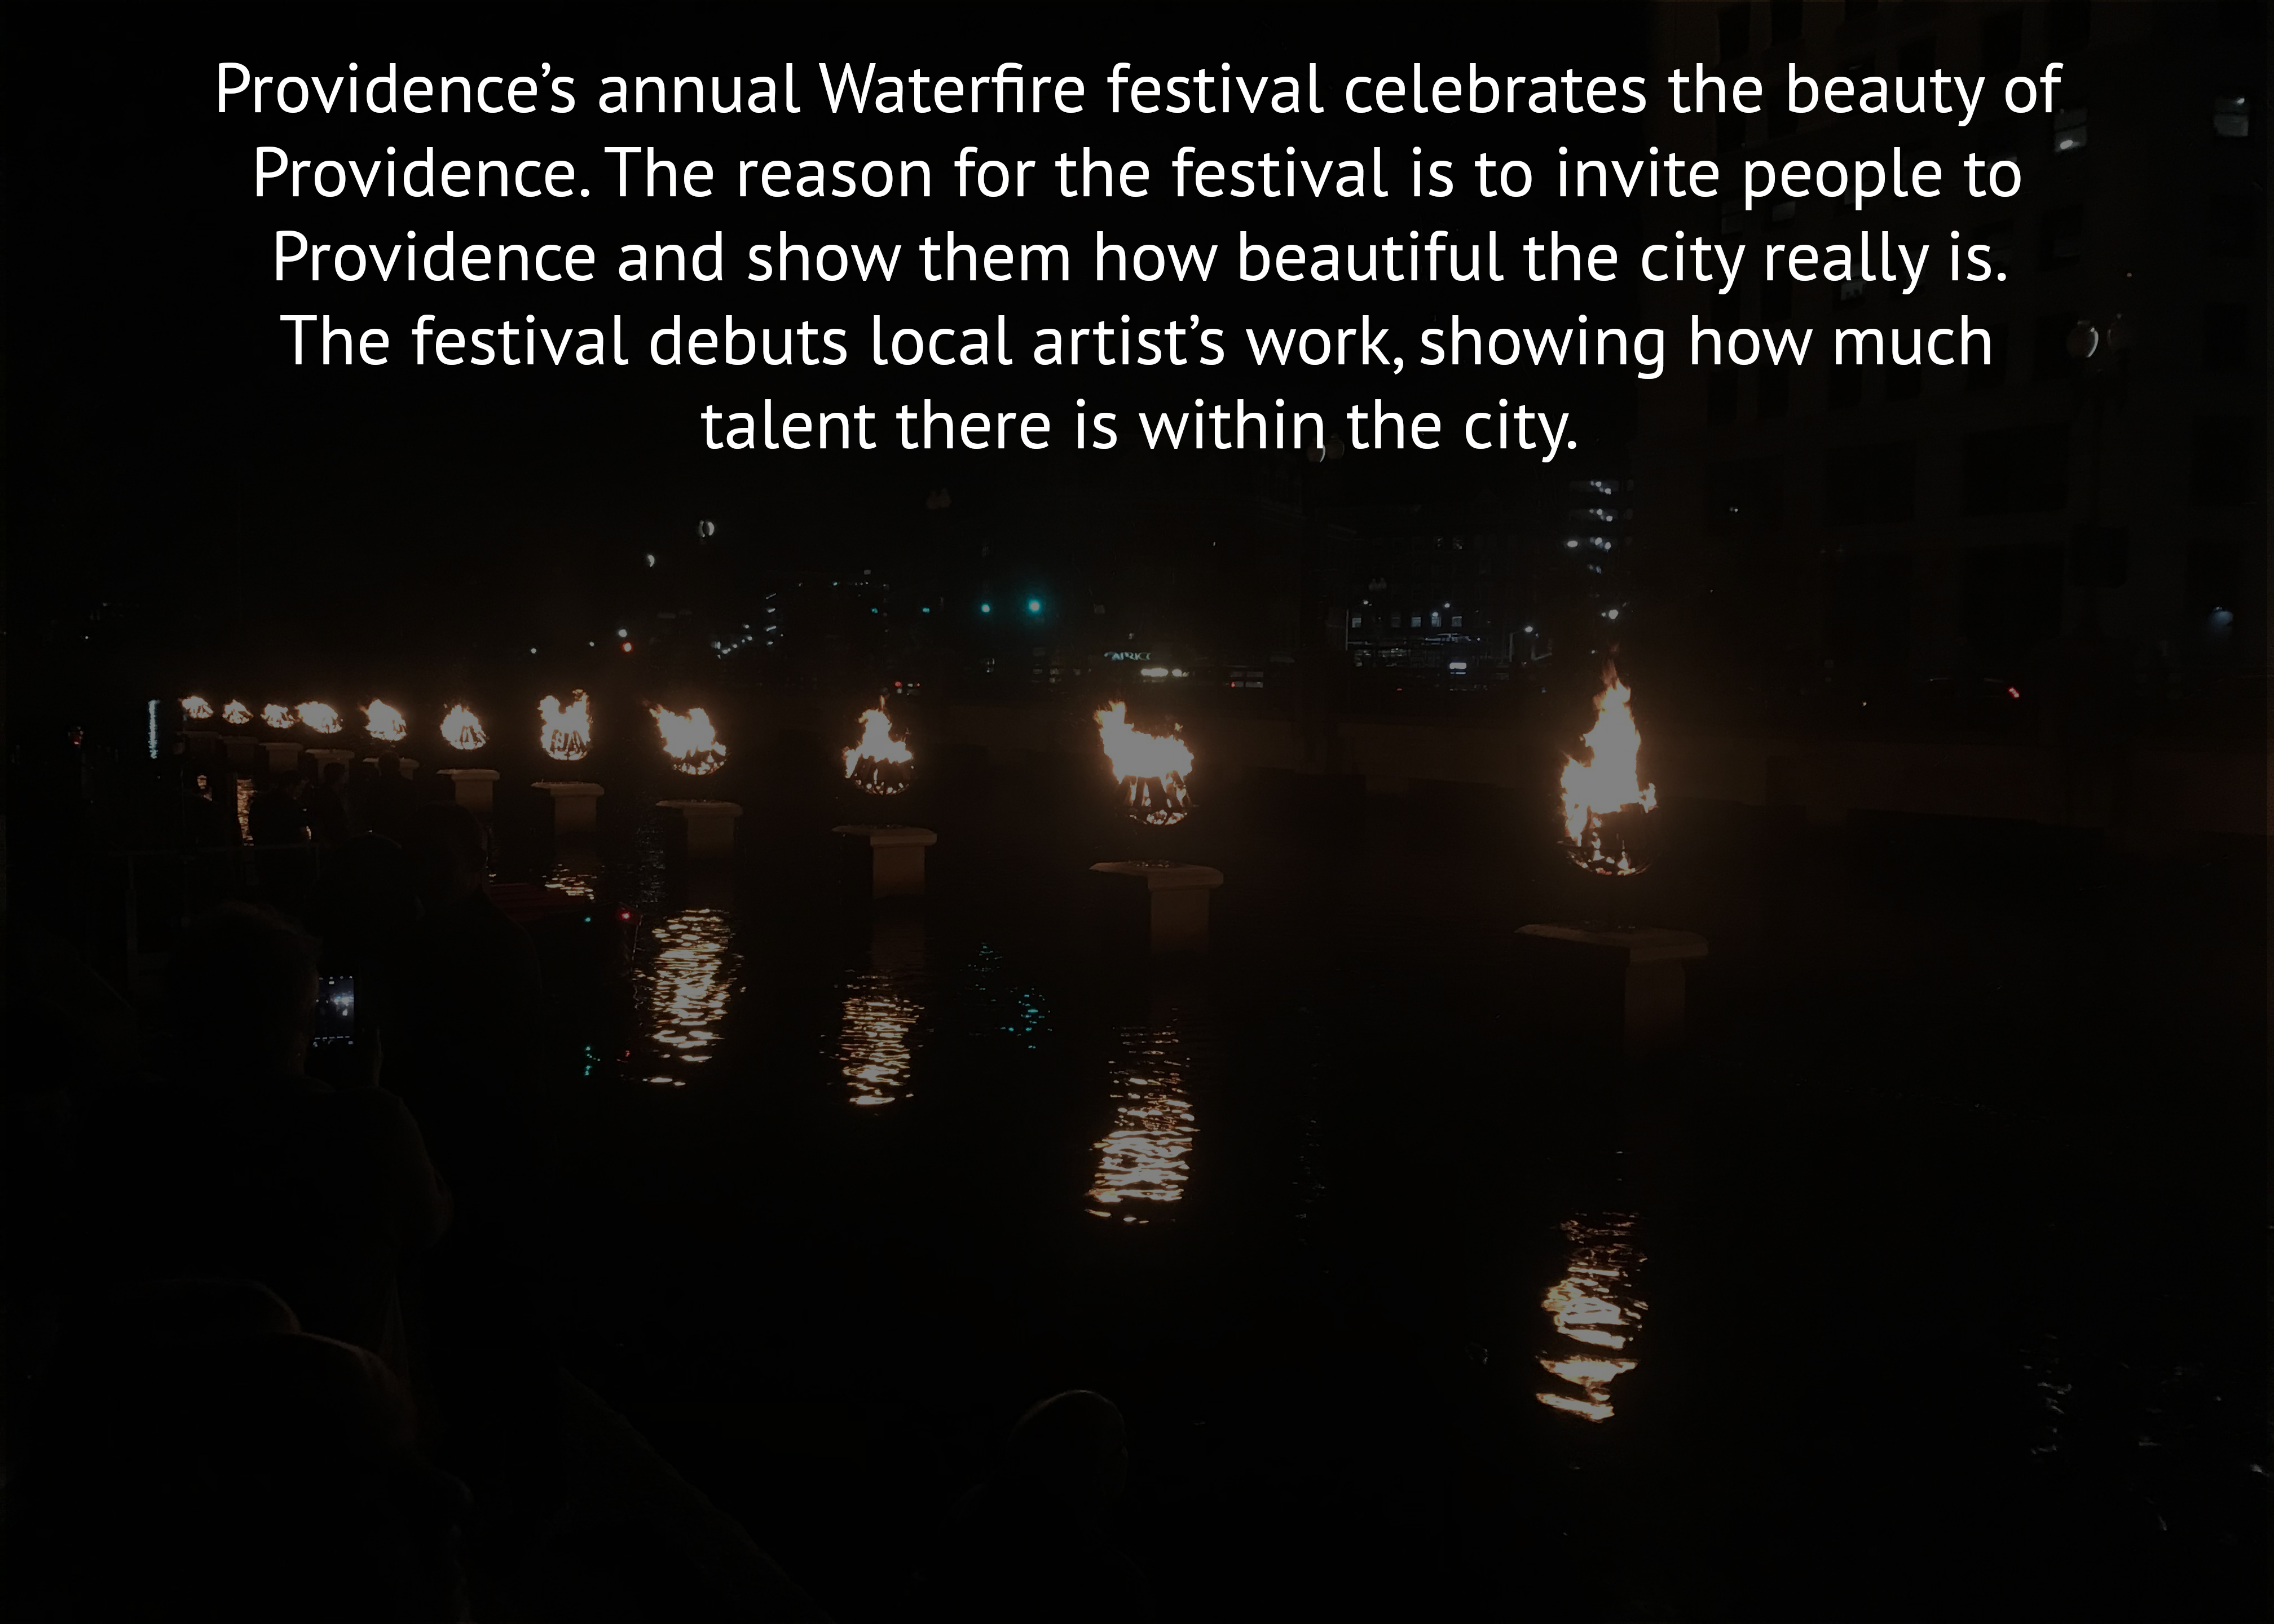 Providence’s annual Waterfire festival celebrates the beauty of
Providence. The reason for the festival is to invite people to
Providence and show them how beautiful the city really is.
The festival debuts local artist’s work, showing how much
talent there is within the city.